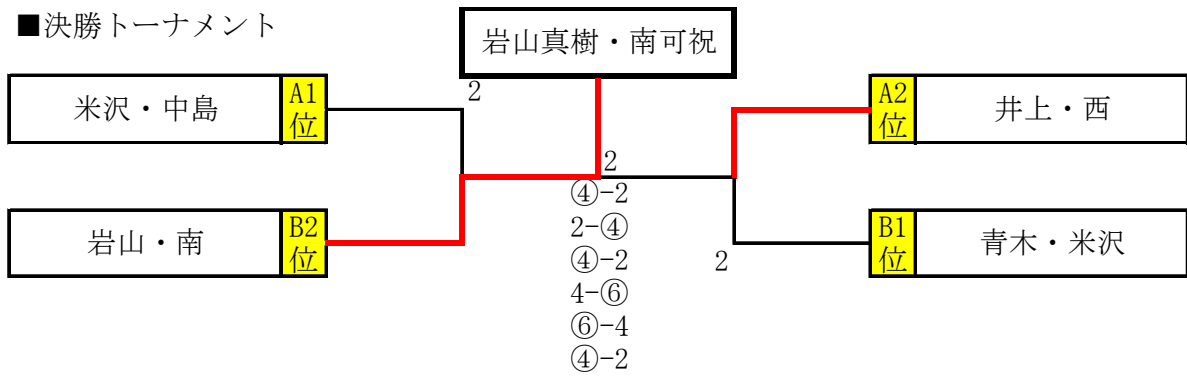 ■決勝トーナメント
岩山真樹・南可祝
米沢・中島
A1
位
2
A2
位
井上・西
2
④-2
2-④
④-2
4-⑥
⑥-4
④-2
岩山・南
B2
位
2
B1
位
青木・米沢